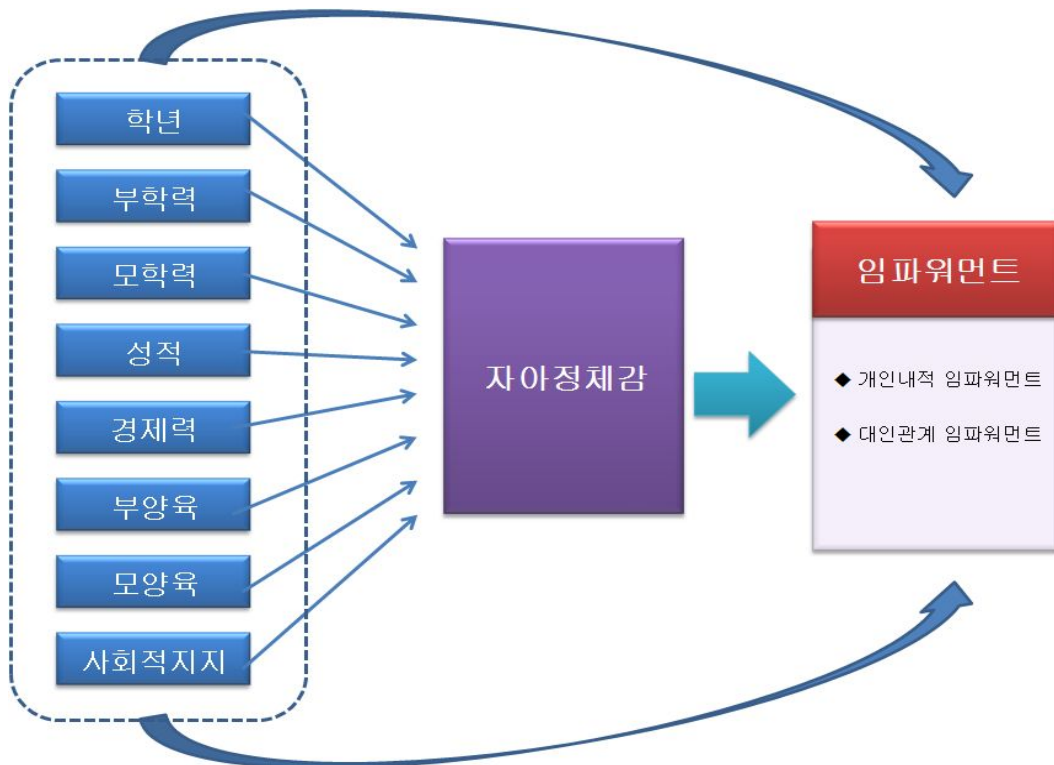 학년
부학력
모학력
성적
경제력
부양육
모양육
사회적지지
자아정체감
임파워먼트
◆ 개인내적 임파워먼트
◆ 대인관계 임파워먼트